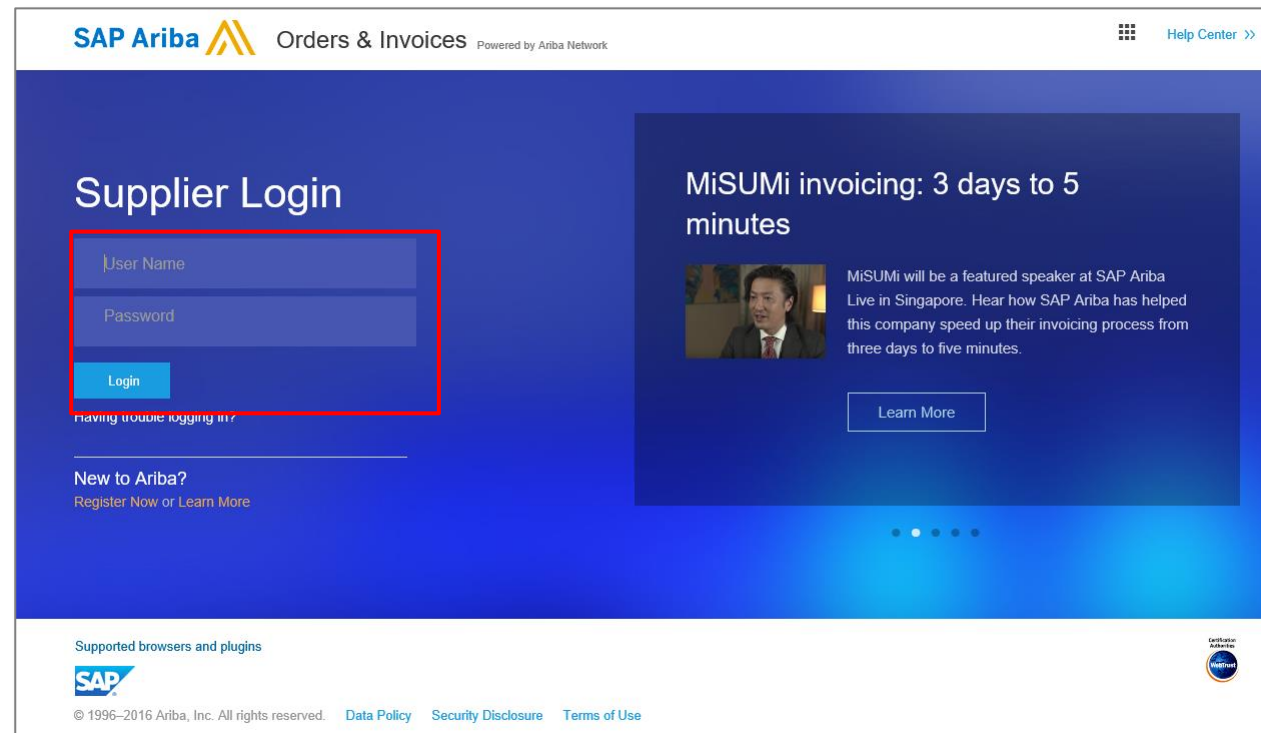 SAP Ariba Orders & Invoices Powered by Ariba Network
Help Center >>
Supplier Login
User Name
Password
Login
Having trouble logging in?
New to Ariba?
Register Now or Learn More
MiSUMi invoicing: 3 days to 5
minutes
MiSUMi will be a featured speaker at SAP Ariba
Live in Singapore. Hear how SAP Ariba has helped
this company speed up their invoicing process from
three days to five minutes.
Learn More
Supported browsers and plugins
Certification
Authorities
WebTrust
SAP
© 1996–2016 Ariba, Inc. All rights reserved. Data Policy Security Disclosure Terms of Use